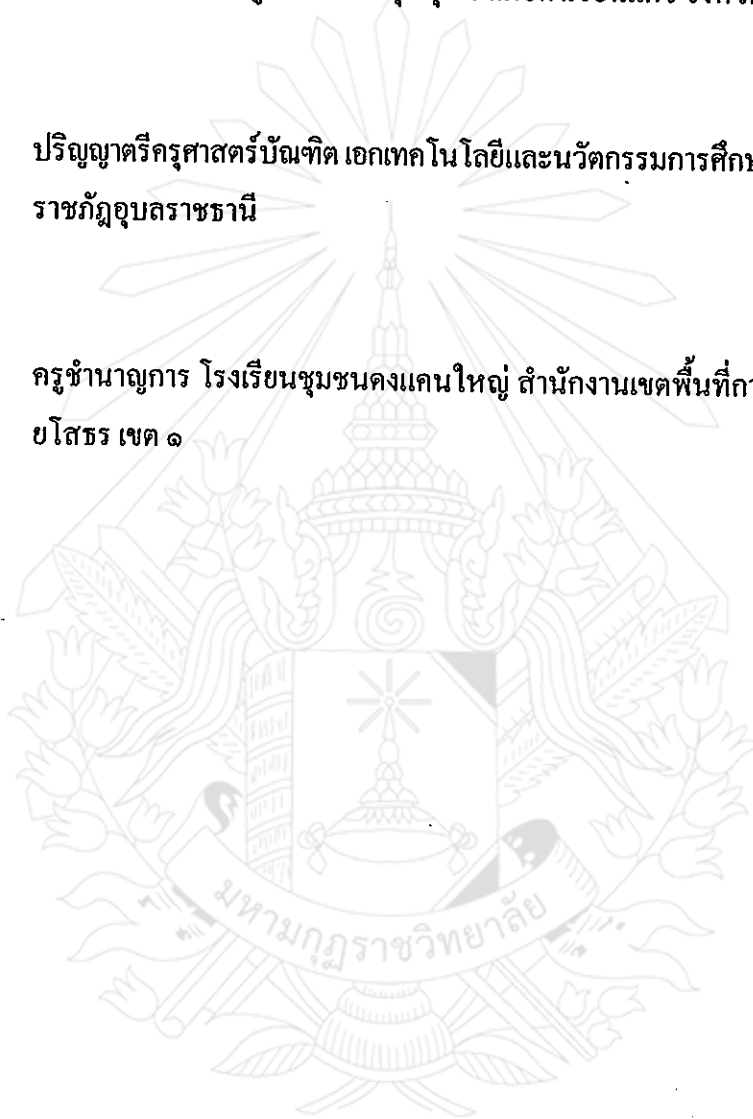 ปริญญาตรีครุศาสตร์บัณฑิต เอกเทคโนโลยีและนวัตกรรมการศึก
ราชภัฎอุบลราชธานี
ครูชำนาญการ โรงเรียนชุมชนดงแคนใหญ่ สำนักงานเขตพื้นที่กา
ยโสธร เขต ๑
มหามกุฏราชวิทยาลัย